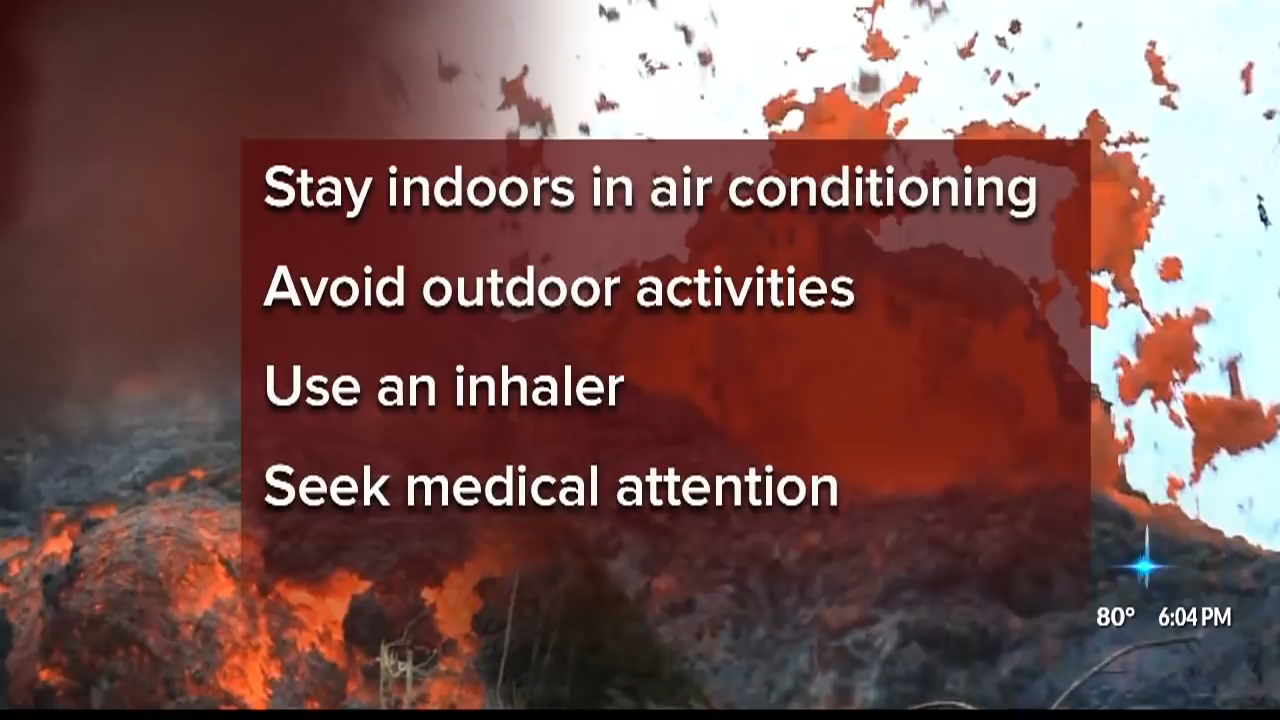 Stay indoors in air conditioning
Avoid outdoor activities
Use an inhaler
Seek medical attention
80° 6:04 PM